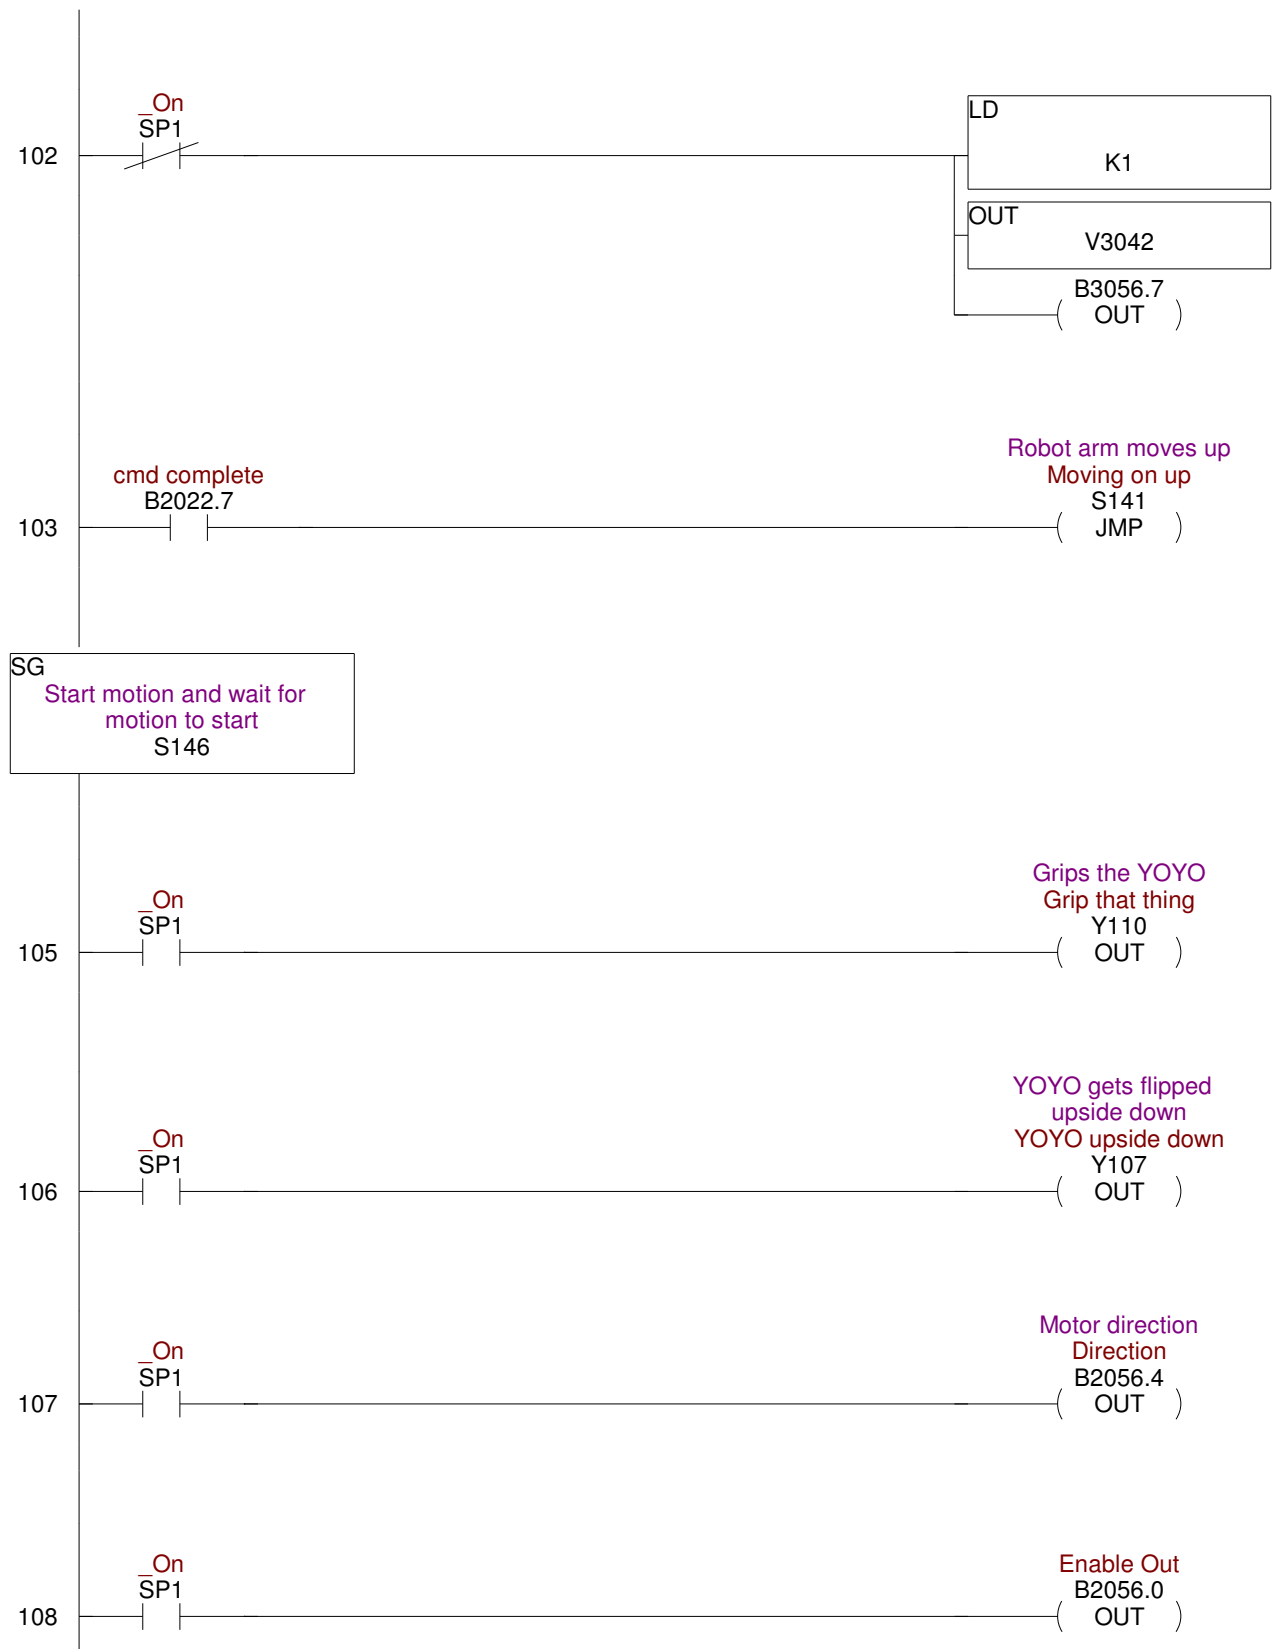 _On
SP1
102
LD
K1
OUT
V3042
B3056.7
OUT
Robot arm moves up
cmd complete
Moving on up
B2022.7
S141
103
JMP
SG
Start motion and wait for
motion to start
S146
Grips the YOYO
_On
Grip that thing
SP1
Y110
105
OUT
YOYO gets flipped
upside down
_On
YOYO upside down
SP1
Y107
106
OUT
Motor direction
_On
Direction
SP1
B2056.4
107
OUT
_On
Enable Out
SP1
B2056.0
108
OUT